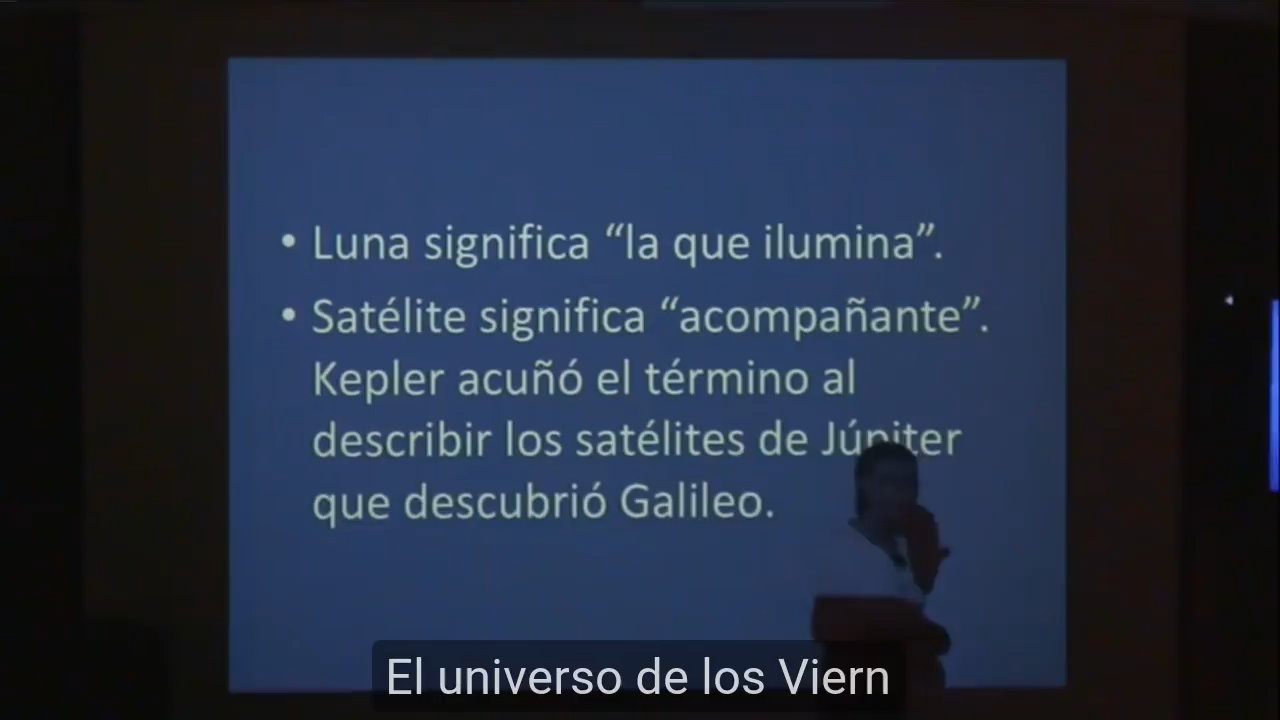 • Luna significa “la que ilumina”.
• Satélite significa “acompañante”.
Kepler acuñó el término al
describir los satélites de Júpiter
que descubrió Galileo.
El universo de los Viern